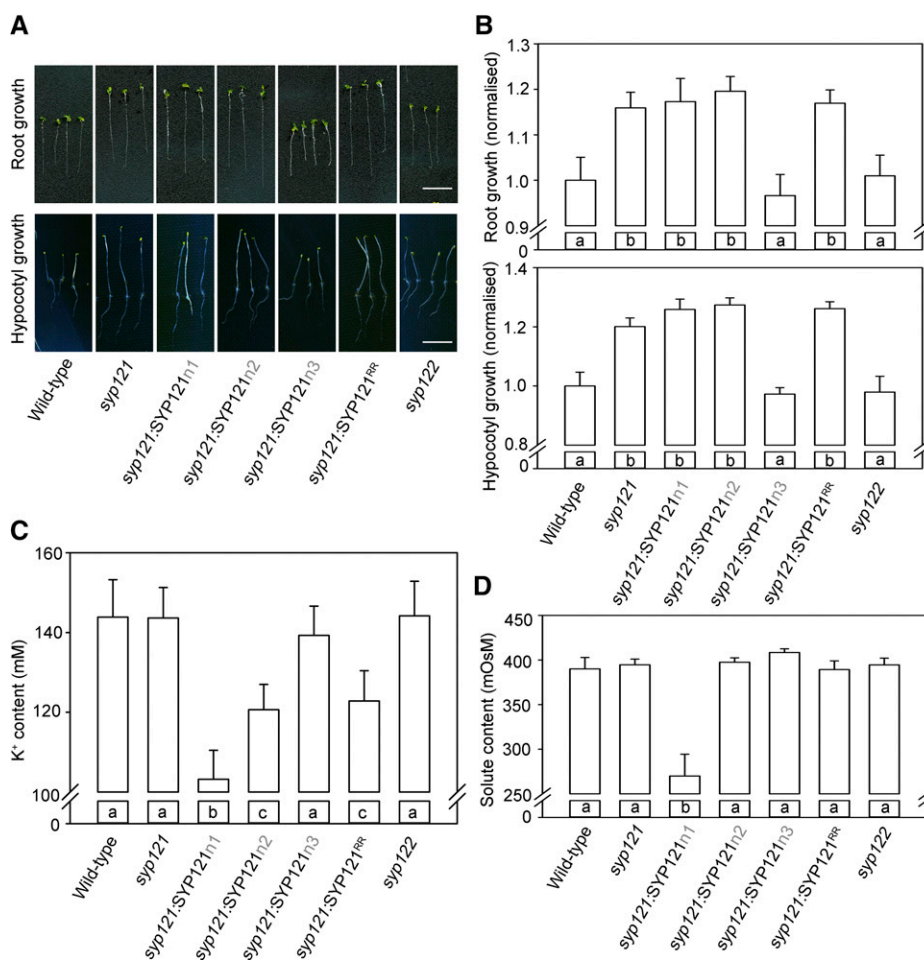 A
Root growth
Hypocotyl growth
Wild-type
syp121
syp121:SYP121n1
syp121:SYP121n2
syp121:SYP121n3
syp121:SYP121RR
syp122
B
Root growth (normalised)
1.3
1.2
1.1
1.0
0.9
0
a b b b a b a
Hypocotyl growth (normalised)
1.4
1.2
1.0
0.8
0
a b b b a b a
Wild-type
syp121
syp121:SYP121n1
syp121:SYP121n2
syp121:SYP121n3
syp121:SYP121RR
syp122
C
K+ content (mM)
160
140
120
100
0
a a b c a c a
Wild-type
syp121
syp121:SYP121n1
syp121:SYP121n2
syp121:SYP121n3
syp121:SYP121RR
syp122
D
Solute content (mOsM)
450
400
350
300
250
0
a a b a a a a
Wild-type
syp121
syp121:SYP121n1
syp121:SYP121n2
syp121:SYP121n3
syp121:SYP121RR
syp122